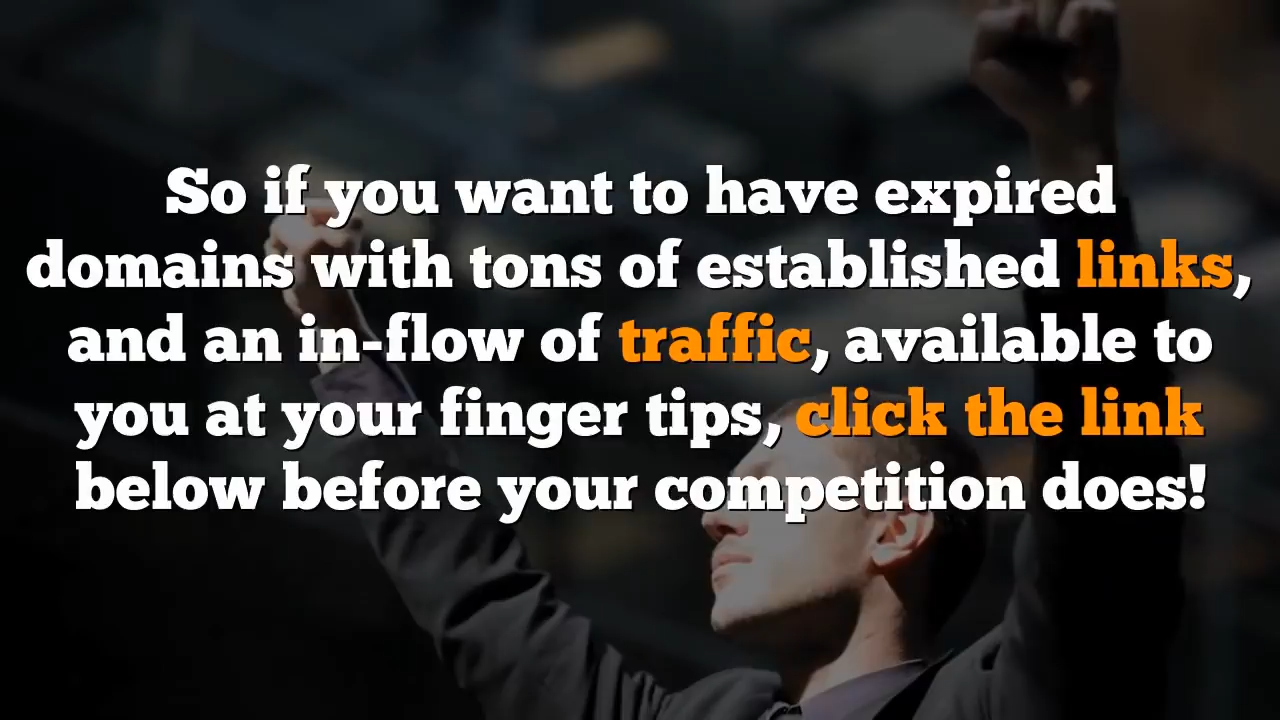 So if you want to have expired
domains with tons of established links,
and an in-flow of traffic, available to
you at your finger tips, click the link
below before your competition does!